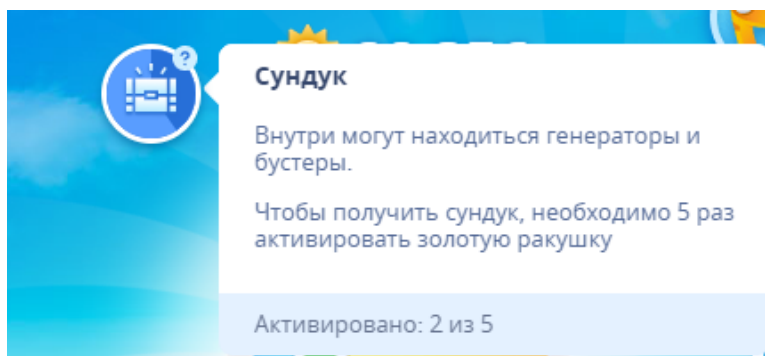 ?
Сундук
Внутри могут находиться генераторы и
бустеры.
Чтобы получить сундук, необходимо 5 раз
активировать золотую ракушку
Активировано: 2 из 5